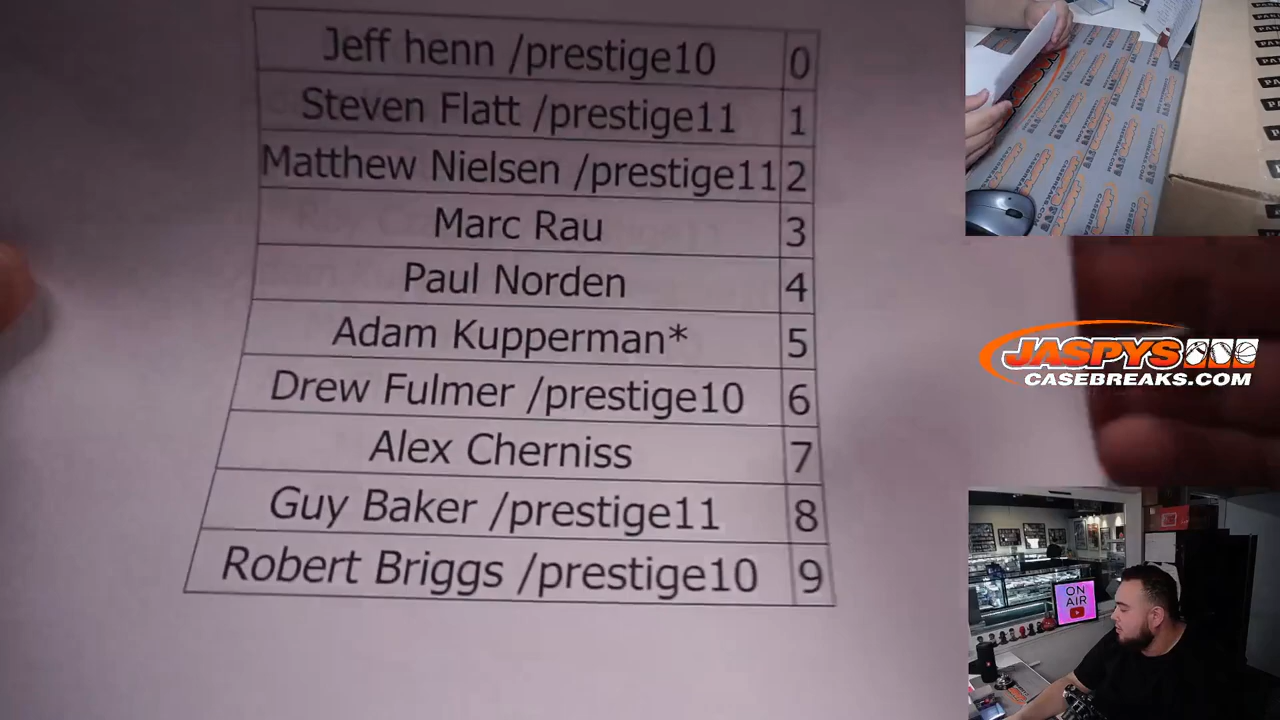 Jeff henn /prestige10 0
Steven Flatt /prestige11 1
Matthew Nielsen /prestige11 2
Marc Rau 3
Paul Norden 4
Adam Kupperman* 5
Drew Fulmer /prestige10 6
Alex Cherniss 7
Guy Baker /prestige11 8
Robert Briggs /prestige10 9
JASPYS
CASEBREAKS.COM
ON
AIR